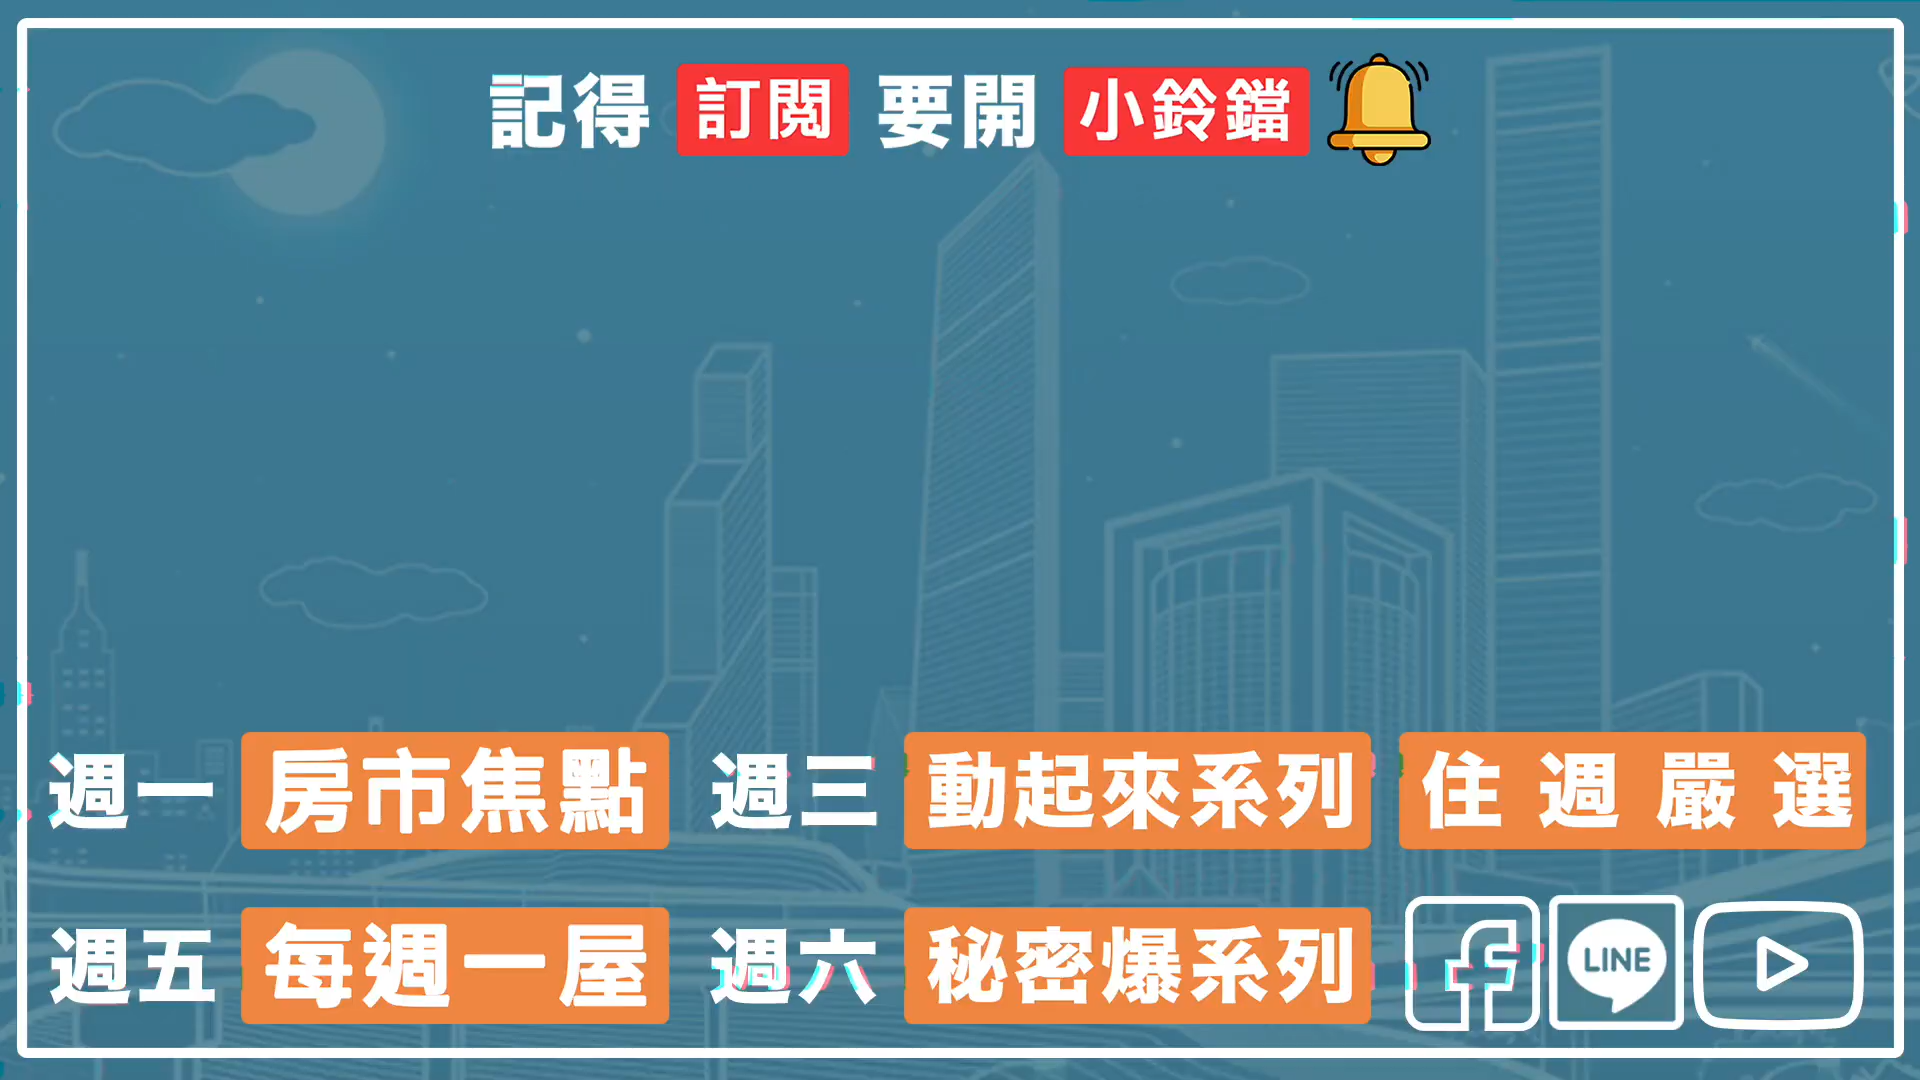 記得 訂閱 要開 小鈴鐺
週一 房市焦點 週三 動起來系列 住週嚴選
週五 每週一屋 週六 秘密爆系列 LINE